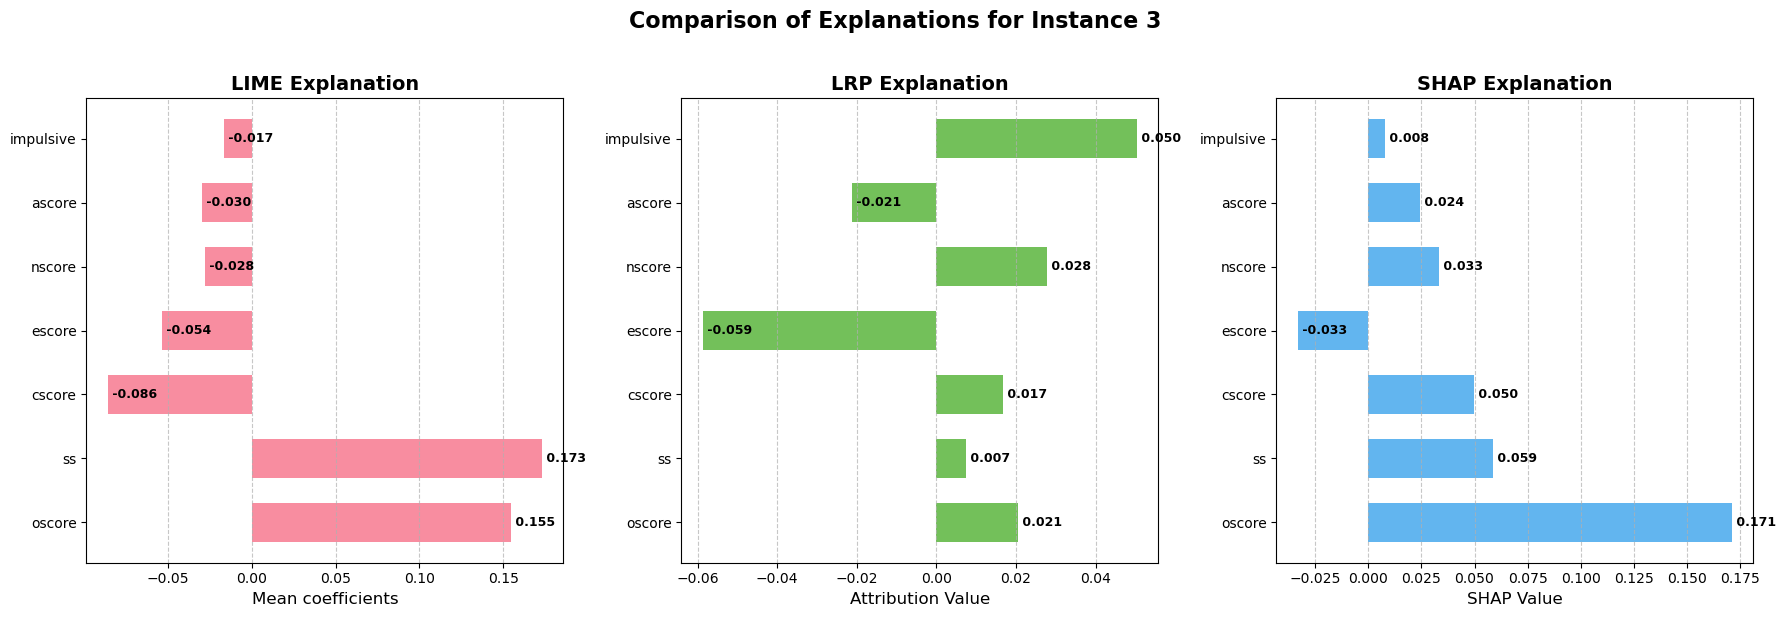 Comparison of Explanations for Instance 3
LIME Explanation
impulsive
-0.017
ascore
-0.030
nscore
-0.028
escore
-0.054
cscore
-0.086
ss
0.173
oscore
0.155
−0.05 0.00 0.05 0.10 0.15
Mean coefficients
LRP Explanation
impulsive
0.050
ascore
-0.021
nscore
0.028
escore
-0.059
cscore
0.017
ss
0.007
oscore
0.021
−0.06 −0.04 −0.02 0.00 0.02 0.04
Attribution Value
SHAP Explanation
impulsive
0.008
ascore
0.024
nscore
0.033
escore
-0.033
cscore
0.050
ss
0.059
oscore
0.171
−0.025 0.000 0.025 0.050 0.075 0.100 0.125 0.150 0.175
SHAP Value